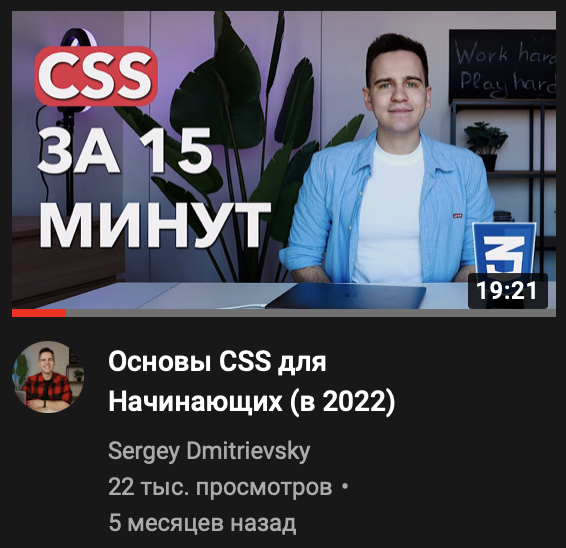 CSS
ЗА 15
МИНУТ
Work hard
Play hard
19:21
Основы CSS для
Начинающих (в 2022)
Sergey Dmitrievsky
22 тыс. просмотров •
5 месяцев назад